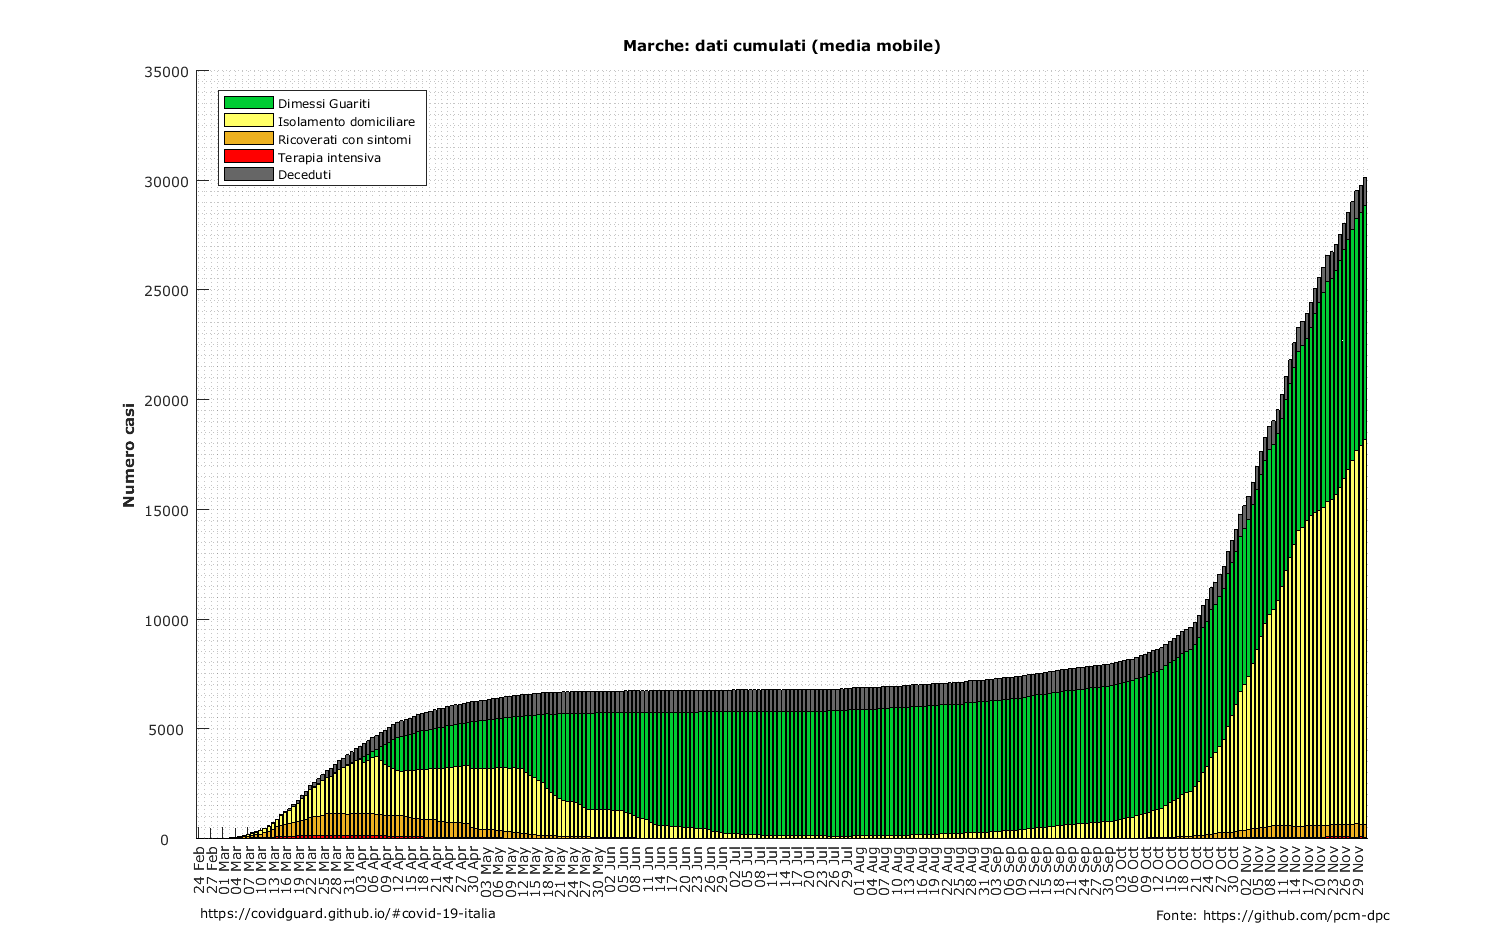 Marche: dati cumulati (media mobile)
35000
30000
25000
20000
15000
10000
5000
0
Numero casi
Dimessi Guariti
Isolamento domiciliare
Ricoverati con sintomi
Terapia intensiva
Deceduti
24 Feb
27 Feb
01 Mar
04 Mar
07 Mar
10 Mar
13 Mar
16 Mar
19 Mar
22 Mar
25 Mar
28 Mar
31 Mar
03 Apr
06 Apr
09 Apr
12 Apr
15 Apr
18 Apr
21 Apr
24 Apr
27 Apr
30 Apr
03 May
06 May
09 May
12 May
15 May
18 May
21 May
24 May
27 May
30 May
02 Jun
05 Jun
08 Jun
11 Jun
14 Jun
17 Jun
20 Jun
23 Jun
26 Jun
29 Jun
02 Jul
05 Jul
08 Jul
11 Jul
14 Jul
17 Jul
20 Jul
23 Jul
26 Jul
29 Jul
01 Aug
04 Aug
07 Aug
10 Aug
13 Aug
16 Aug
19 Aug
22 Aug
25 Aug
28 Aug
31 Aug
03 Sep
06 Sep
09 Sep
12 Sep
15 Sep
18 Sep
21 Sep
24 Sep
27 Sep
30 Sep
03 Oct
06 Oct
09 Oct
12 Oct
15 Oct
18 Oct
21 Oct
24 Oct
27 Oct
30 Oct
02 Nov
05 Nov
08 Nov
11 Nov
14 Nov
17 Nov
20 Nov
23 Nov
26 Nov
29 Nov
https://covidguard.github.io/#covid-19-italia
Fonte: https://github.com/pcm-dpc